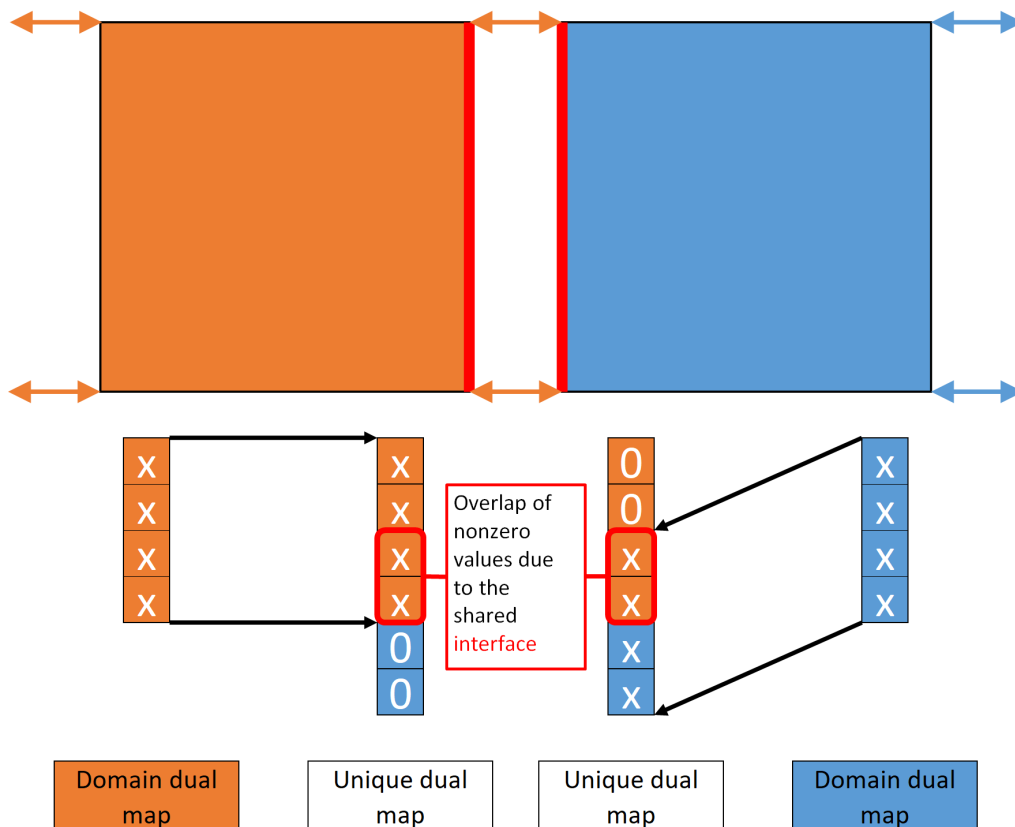 x x 0 x
x x 0 x
x x x x
x x x x
0 x
0 x
Overlap of
nonzero
values due
to the
shared
interface
Domain dual
map
Unique dual
map
Unique dual
map
Domain dual
map